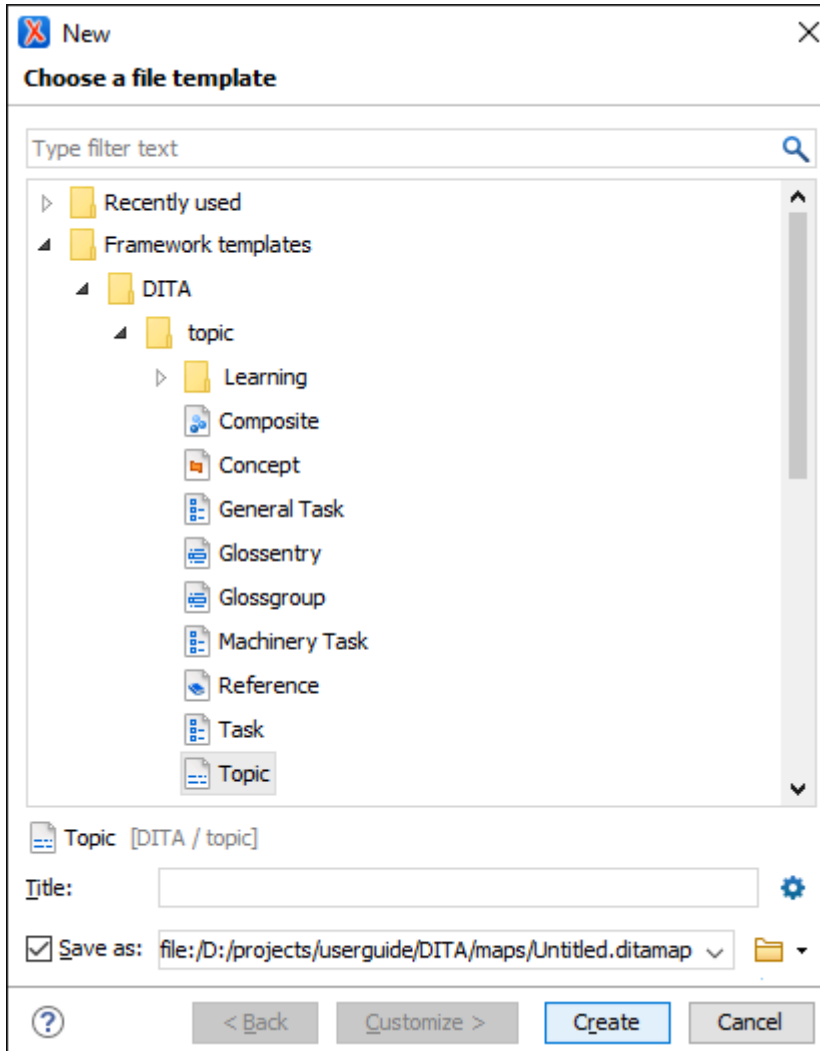 New
Choose a file template
Type filter text
Recently used
Framework templates
DITA
topic
Learning
Composite
Concept
General Task
Glossentry
Glossgroup
Machinery Task
Reference
Task
Topic
Topic [DITA / topic]
Title:
Save as: file:/D:/projects/userguide/DITA/maps/Untitled.ditamap
? < Back Customize > Create Cancel